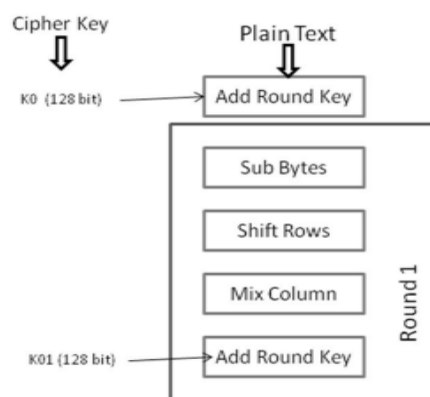 Cipher Key
Plain Text
K0 (128 bit)
Add Round Key
Sub Bytes
Shift Rows
Mix Column
Round 1
K01 (128 bit)
Add Round Key